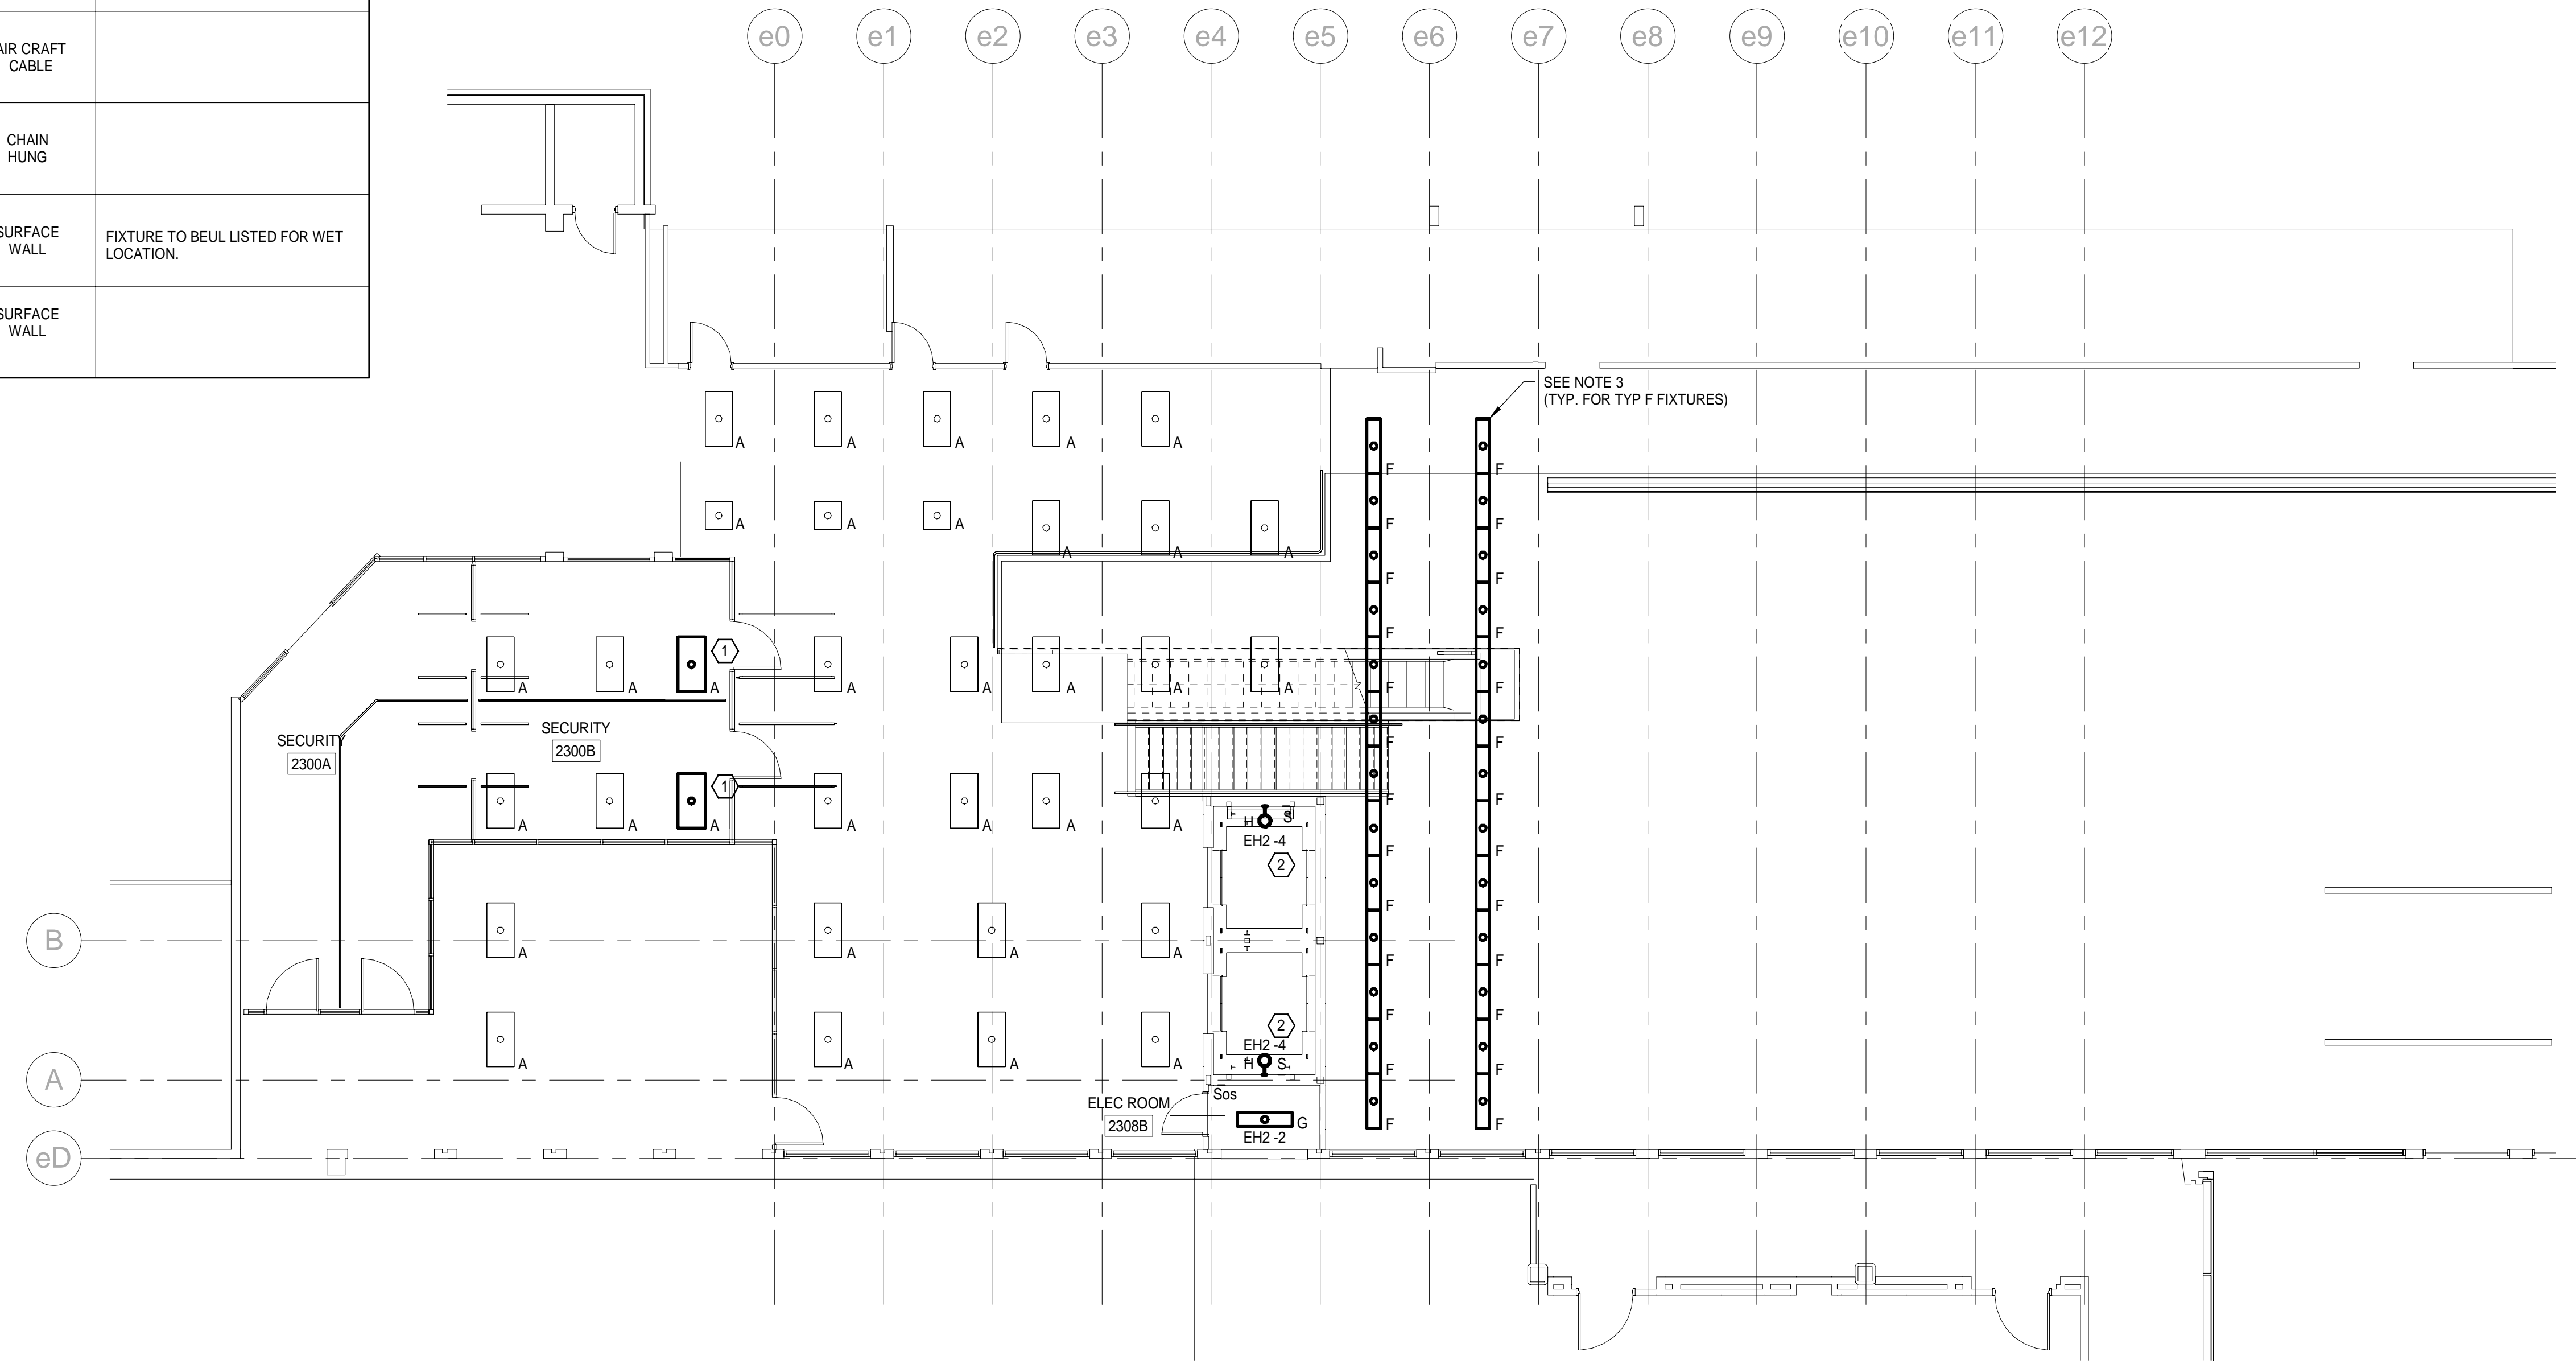 e0 e1 e2 e3 e4 e5 e6 e7 e8 e9 e10 e11 e12
AIR CRAFT
CABLE
CHAIN
HUNG
SURFACE
WALL
FIXTURE TO BEUL LISTED FOR WET
LOCATION.
SURFACE
WALL
SEE NOTE 3
(TYP. FOR TYP F FIXTURES)
A A A A A
F F
A A A F F
A A A
F F
F F
1
A A A A A A A A F F
SECURITY
2300B
SECURITY
2300A
F F
1
F F
H S
A A A A A A A
EH2 -4
F F
2
F F
B
A A A A
F F
F F
2
EH2 -4
H S
A A A A
F F
A
Sos
ELEC ROOM
2308B
G
F F
EH2 -2
eD